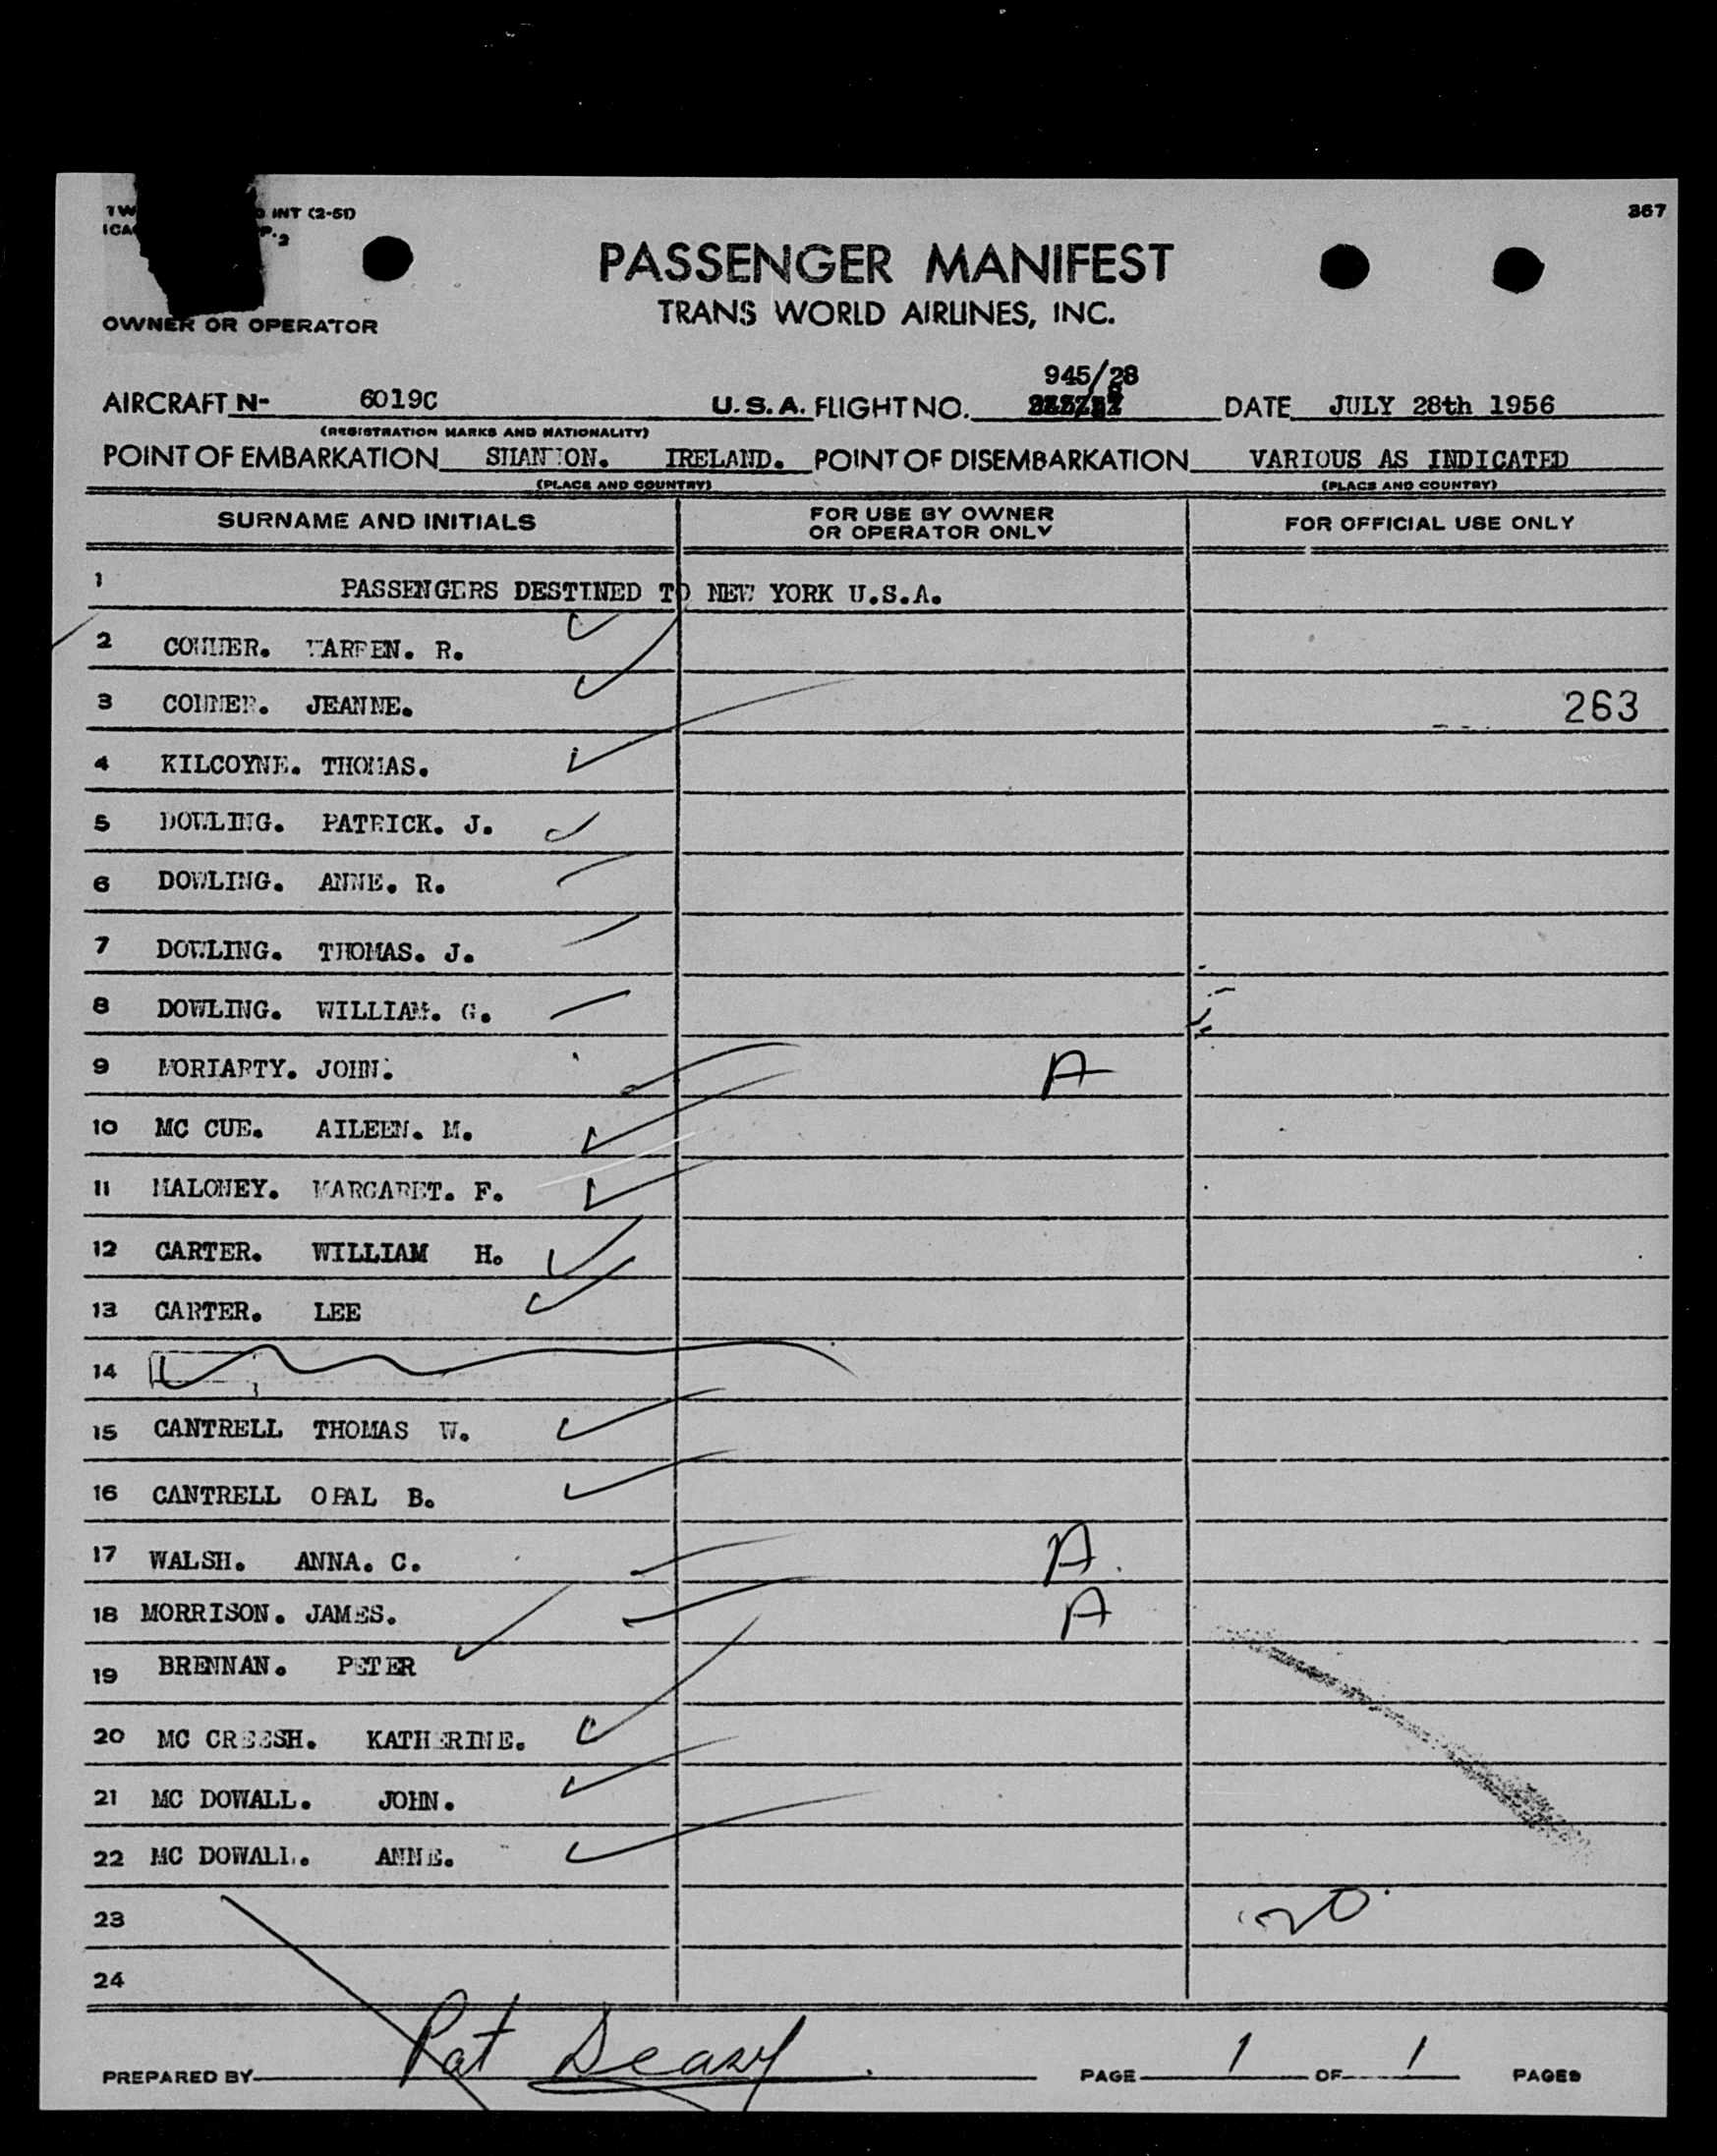 TW INT (2-51) 367
ICA P.2
PASSENGER MANIFEST
TRANS WORLD AIRLINES, INC.
OWNER OR OPERATOR
945/28
AIRCRAFT N- 6019C U.S.A. FLIGHT NO. DATE JULY 28th 1956
(REGISTRATION MARKS AND NATIONALITY)
POINT OF EMBARKATION SHANNON. IRELAND. POINT OF DISEMBARKATION VARIOUS AS INDICATED
(PLACE AND COUNTRY) (PLACE AND COUNTRY)
SURNAME AND INITIALS FOR USE BY OWNER OR OPERATOR ONLY FOR OFFICIAL USE ONLY
1 PASSENGERS DESTINED TO NEW YORK U.S.A.
2 WARREN. R.
3 JEANNE. 263
4 KILCOYNE. THOMAS.
5 DOWLING. PATRICK. J.
6 DOWLING. ANNE. R.
7 DOWLING. THOMAS. J.
8 DOWLING. WILLIAM. G.
9 MORIARTY. JOHN. A
10 MC CUE. AILEEN. M.
11 MALONEY. MARGARET. F.
12 CARTER. WILLIAM H.
13 CARTER. LEE
14
15 CANTRELL THOMAS W.
16 CANTRELL OPAL B.
17 WALSH. ANNA. C. A
18 MORRISON. JAMES. A
19 BRENNAN. PETER
20 MC CREESH. KATHERINE.
21 MC DOWALL. JOHN.
22 MC DOWALL. ANNE.
23 20
24
PREPARED BY Pat Deasy PAGE 1 OF 1 PAGES